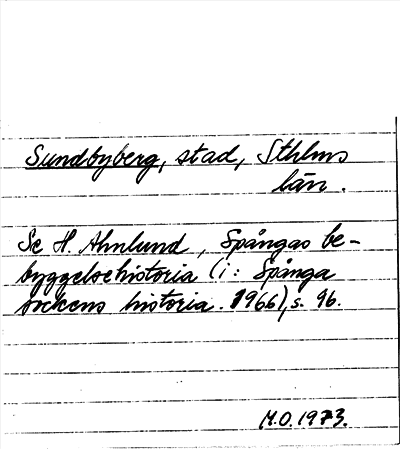 Sundbyberg, stad, Sthlms
län.
Se H. Ahnlund, Spångas be-
byggelsehistoria (i: Spånga
sockens historia. 1966), s. 96.
M.O. 1973.